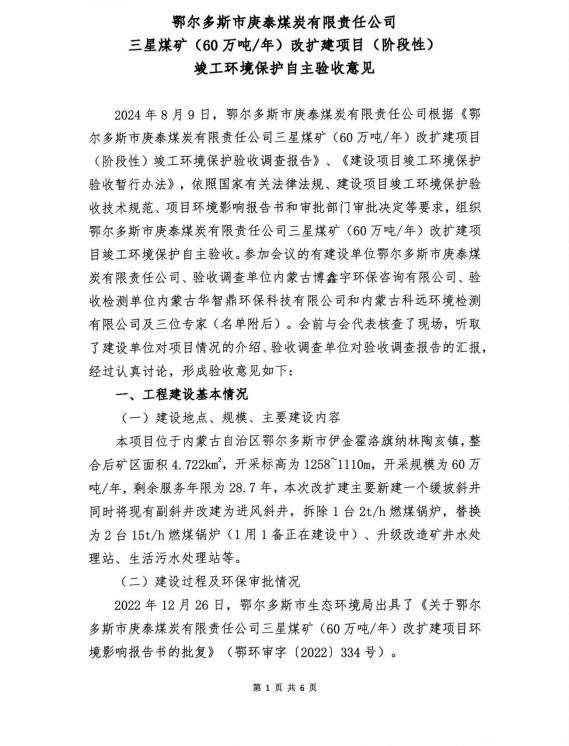 鄂尔多斯市庚泰煤炭有限责任公司
三星煤矿（60 万吨/年）改扩建项目（阶段性）
竣工环境保护自主验收意见
2024 年 8 月 9 日，鄂尔多斯市庚泰煤炭有限责任公司根据《鄂
尔多斯市庚泰煤炭有限责任公司三星煤矿（60 万吨/年）改扩建项目
（阶段性）竣工环境保护验收调查报告》、《建设项目竣工环境保护
验收暂行办法》，依照国家有关法律法规、建设项目竣工环境保护验
收技术规范、项目环境影响报告书和审批部门审批决定等要求，组织
鄂尔多斯市庚泰煤炭有限责任公司三星煤矿（60 万吨/年）改扩建项
目竣工环境保护自主验收。参加会议的有建设单位鄂尔多斯市庚泰煤
炭有限责任公司、验收调查单位内蒙古博鑫宇环保咨询有限公司、验
收检测单位内蒙古华智鼎环保科技有限公司和内蒙古科远环境检测
有限公司及三位专家（名单附后）。会前与会代表核查了现场，听取
了建设单位对项目情况的介绍、验收调查单位对验收调查报告的汇报，
经过认真讨论，形成验收意见如下：
一、工程建设基本情况
（一）建设地点、规模、主要建设内容
本项目位于内蒙古自治区鄂尔多斯市伊金霍洛旗纳林陶亥镇，整
合后矿区面积 4.722km²，开采标高为 1258~1110m，开采规模为 60 万
吨/年，剩余服务年限为 28.7 年，本次改扩建主要新建一个缓坡斜井
同时将现有副斜井改建为进风斜井，拆除 1 台 2t/h 燃煤锅炉，替换
为 2 台 15t/h 燃煤锅炉（1 用 1 备正在建设中）、升级改造矿井水处
理站、生活污水处理站等。
（二）建设过程及环保审批情况
2022 年 12 月 26 日，鄂尔多斯市生态环境局出具了《关于鄂尔
多斯市庚泰煤炭有限责任公司三星煤矿（60 万吨/年）改扩建项目环
境影响报告书的批复》（鄂环审字〔2022〕334 号）。
第 1 页 共 6 页